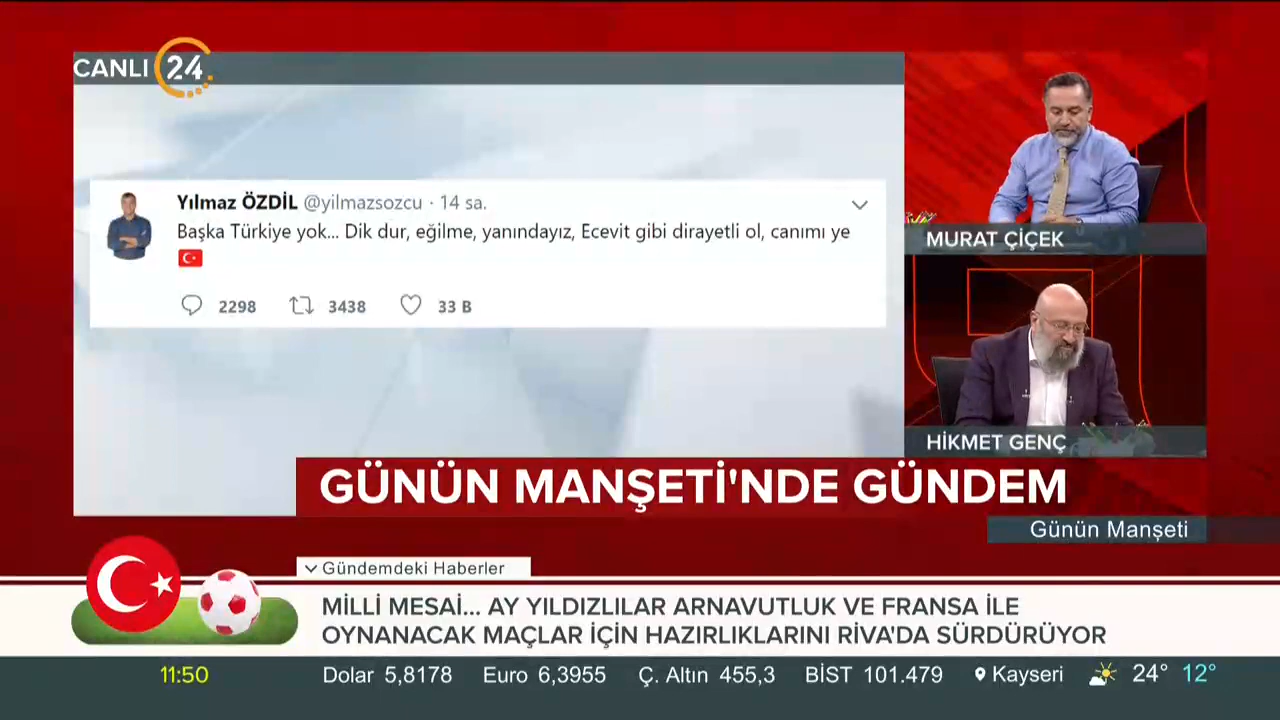 CANLI 24
Yılmaz ÖZDİL @yilmazsozcu · 14 sa.
Başka Türkiye yok... Dik dur, eğilme, yanındayız, Ecevit gibi dirayetli ol, canımı ye
2298 3438 33 B
MURAT ÇİÇEK
HİKMET GENÇ
GÜNÜN MANŞETİ'NDE GÜNDEM
Günün Manşeti
Gündemdeki Haberler
MİLLİ MESAİ... AY YILDIZLILAR ARNAVUTLUK VE FRANSA İLE
OYNANACAK MAÇLAR İÇİN HAZIRLIKLARINI RİVA'DA SÜRDÜRÜYOR
11:50 Dolar 5,8178 Euro 6,3955 Ç. Altın 455,3 BİST 101.479 Kayseri 24° 12°